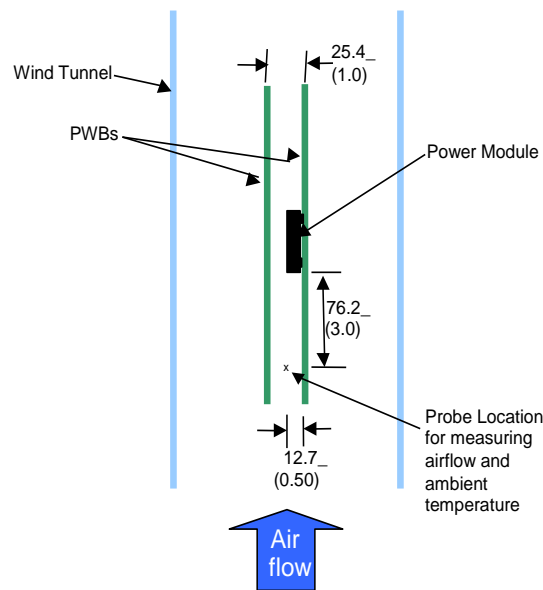 25.4_
(1.0)
Wind Tunnel
PWBs
Power Module
76.2_
(3.0)
x
Probe Location
for measuring
airflow and
ambient
temperature
12.7_
(0.50)
Air
flow